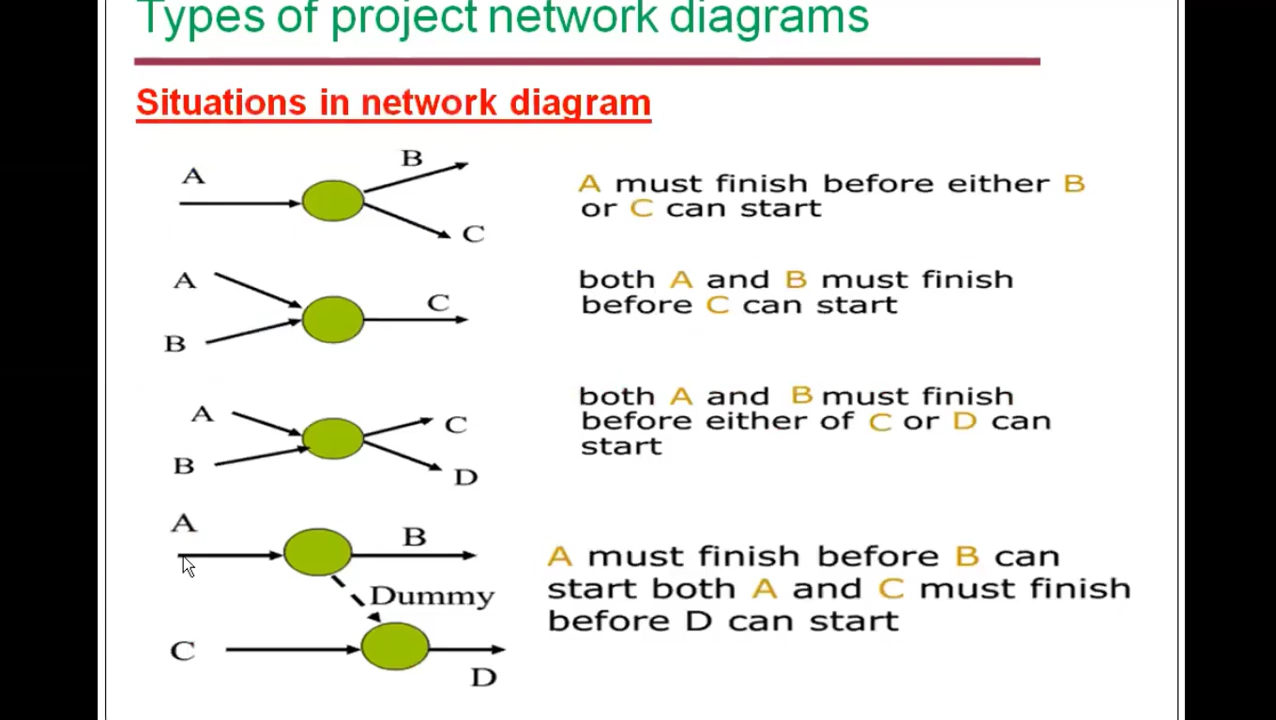 Types of project network diagrams
Situations in network diagram
A
B
C
A must finish before either B
or C can start
A
B
C
both A and B must finish
before C can start
A
B
C
D
both A and B must finish
before either of C or D can
start
A
B
Dummy
C
D
A must finish before B can
start both A and C must finish
before D can start